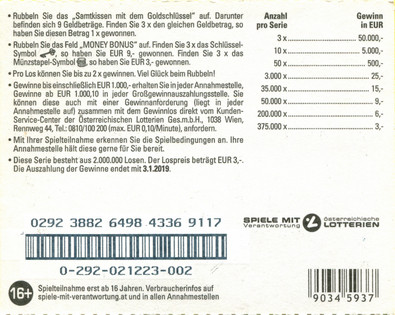 • Rubbeln Sie das „Samtkissen mit dem Goldschlüssel" auf. Darunter
befinden sich 9 Geldbeträge. Finden Sie 3 x den gleichen Geldbetrag, so
haben Sie diesen Betrag 1 x gewonnen.
• Rubbeln Sie das Feld „MONEY BONUS" auf. Finden Sie 3 x das Schlüssel-
Symbol , so haben Sie EUR 9,- gewonnen. Finden Sie 3 x das
Münzstapel-Symbol , so haben Sie EUR 3,- gewonnen.
• Pro Los können Sie bis zu 2 x gewinnen. Viel Glück beim Rubbeln!
• Gewinne bis einschließlich EUR 1.000,- erhalten Sie in jeder Annahmestelle,
Gewinne ab EUR 1.000,10 in jeder Großgewinnauszahlungsstelle. Sie
können diese auch mit einer Gewinnanforderung (liegt in jeder
Annahmestelle auf) zusammen mit dem Gewinnlos direkt vom Kunden-
Service-Center der Österreichischen Lotterien Ges.m.b.H., 1038 Wien,
Rennweg 44, Tel.: 0810/100 200 (max. EUR 0,10/Minute), anfordern.
• Mit Ihrer Spielteilnahme erkennen Sie die Spielbedingungen an. Ihre
Annahmestelle hält diese gerne für Sie bereit.
• Diese Serie besteht aus 2.000.000 Losen. Der Lospreis beträgt EUR 3,-.
Die Auszahlung der Gewinne endet mit 3.1.2019.
Anzahl Gewinn
pro Serie in EUR
3 x 50.000,-
10 x 5.000,-
50 x 500,-
3.000 x 25,-
35.000 x 15,-
50.000 x 9,-
200.000 x 6,-
375.000 x 3,-
0292 3882 6498 4336 9117
0-292-021223-002
SPIELE MIT
Verantwortung
österreichische
LOTTERIEN
16+
Spielteilnahme erst ab 16 Jahren. Verbraucherinfos auf
spiele-mit-verantwortung.at und in allen Annahmestellen
9034 5937